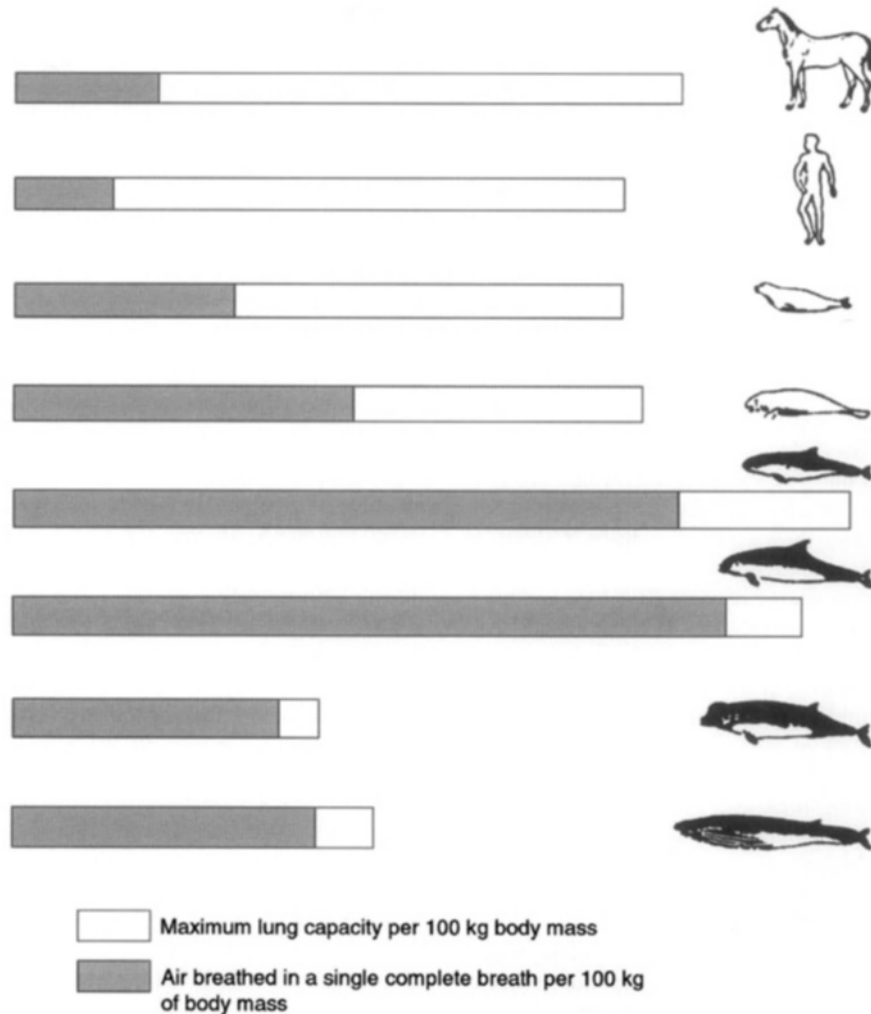 Maximum lung capacity per 100 kg body mass
Air breathed in a single complete breath per 100 kg
of body mass